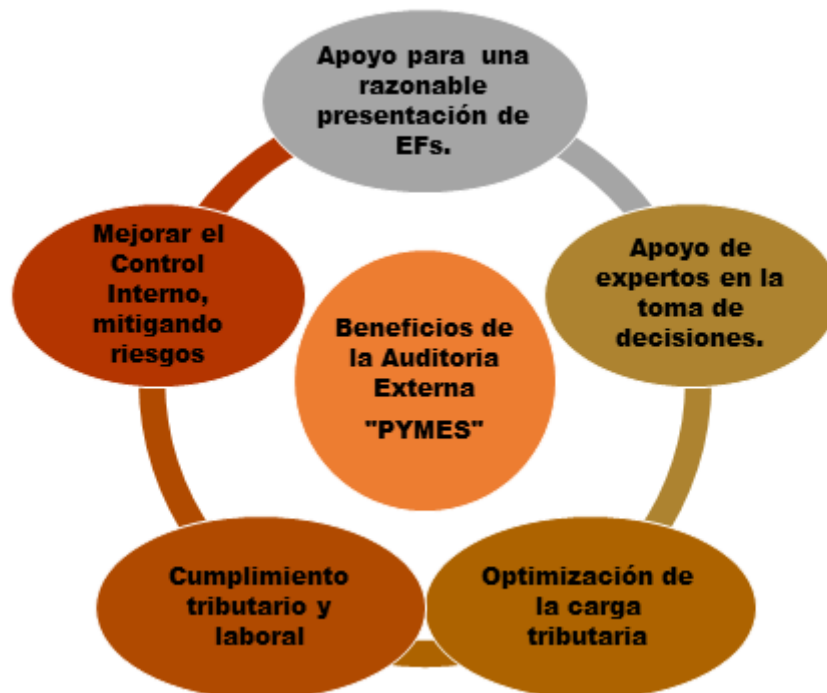 Apoyo para una
razonable
presentación de
EFs.
Apoyo de
expertos en la
toma de
decisiones.
Optimización de
la carga
tributaria
Cumplimiento
tributario y
laboral
Mejorar el
Control
Interno,
mitigando
riesgos
Beneficios de
la Auditoria
Externa
"PYMES"